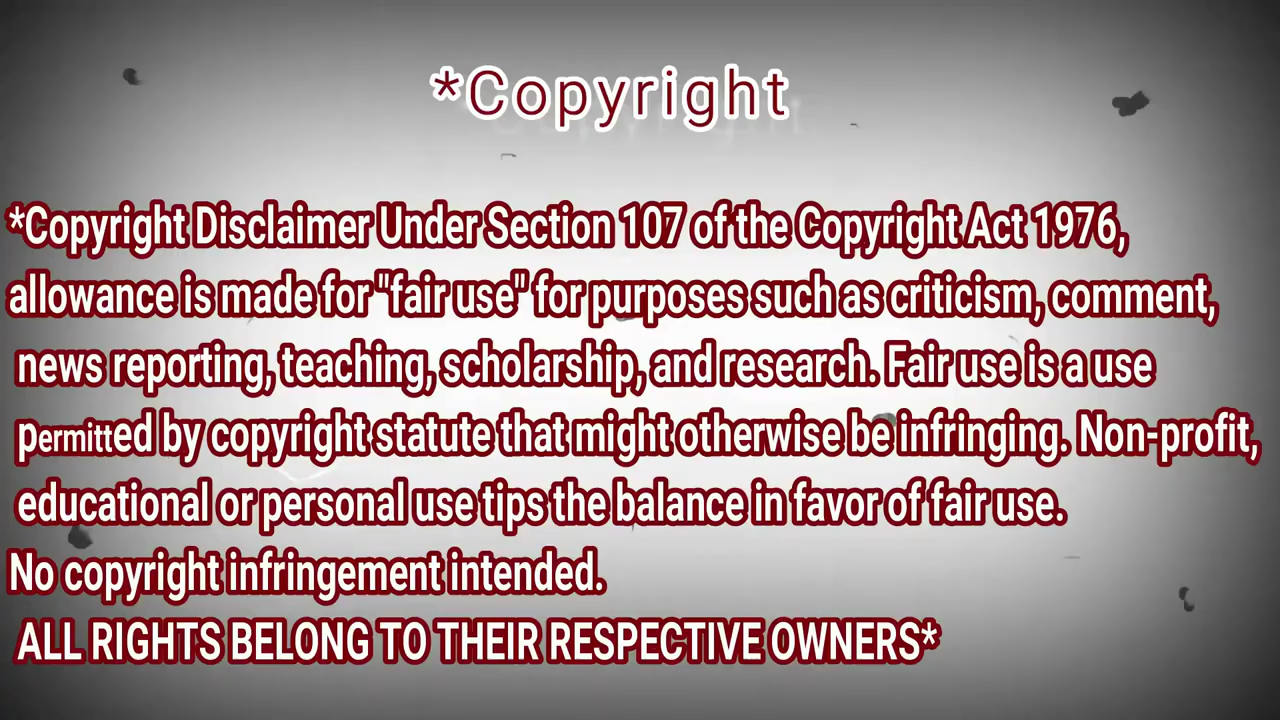 *Copyright
*Copyright Disclaimer Under Section 107 of the Copyright Act 1976,
allowance is made for "fair use" for purposes such as criticism, comment,
news reporting, teaching, scholarship, and research. Fair use is a use
permitted by copyright statute that might otherwise be infringing. Non-profit,
educational or personal use tips the balance in favor of fair use.
No copyright infringement intended.
ALL RIGHTS BELONG TO THEIR RESPECTIVE OWNERS*